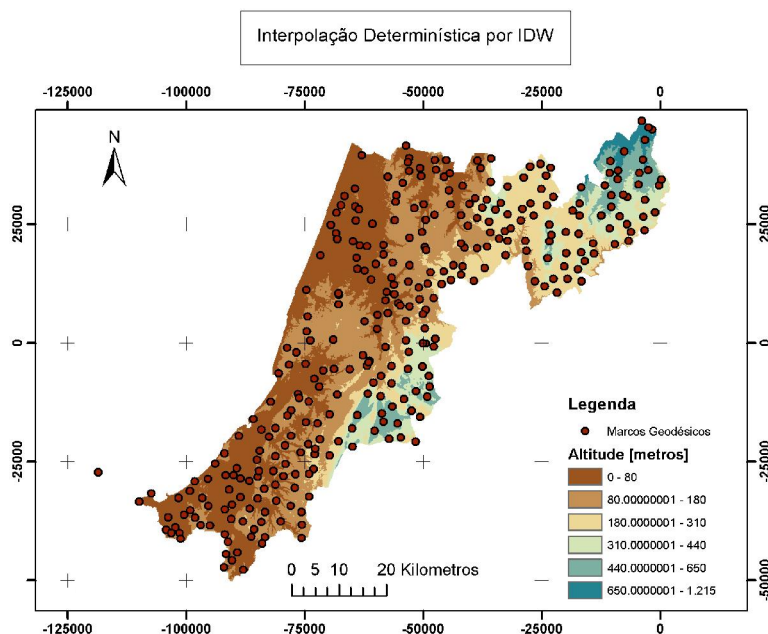 Interpolação Determinística por IDW
-125000 -100000 -75000 -50000 -25000 0
N
25000 25000
0 0
-25000 -25000
-50000 -50000
Legenda
Marcos Geodésicos
Altitude [metros]
0 - 80
80.00000001 - 180
180.0000001 - 310
310.0000001 - 440
440.0000001 - 650
650.0000001 - 1.215
0 5 10 20 Kilometros
-125000 -100000 -75000 -50000 -25000 0